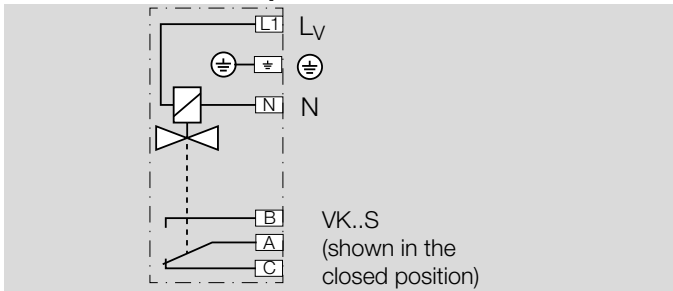 L1 LV
N N
B VK..S
A (shown in the
C closed position)